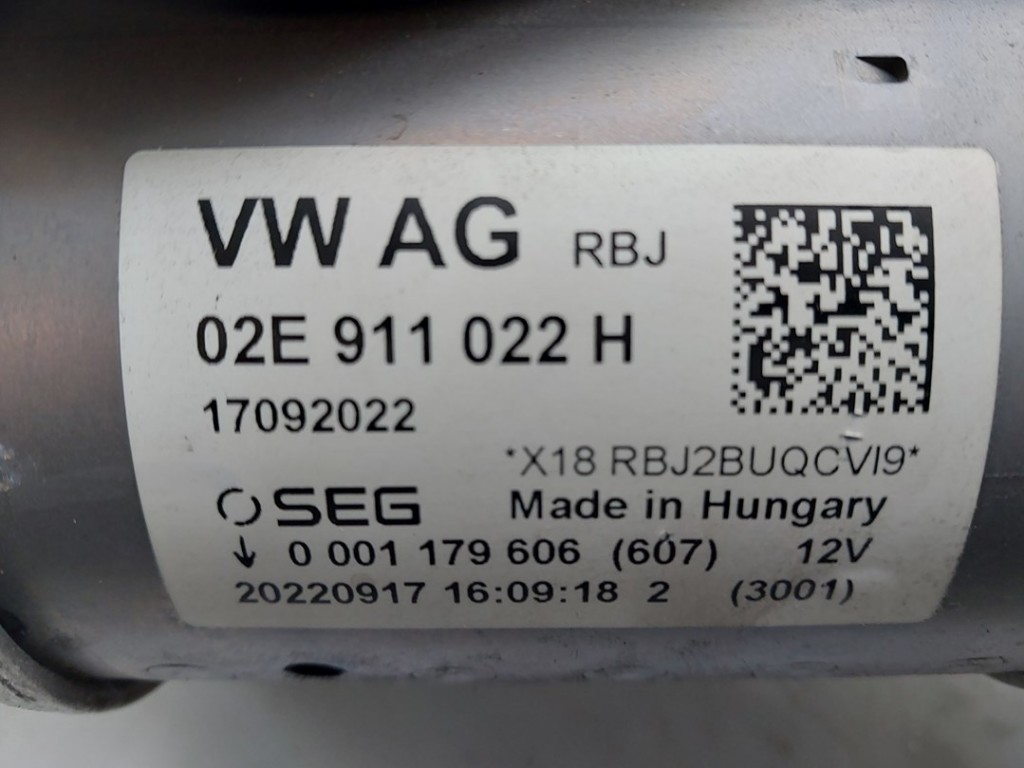 VW AG RBJ
02E 911 022 H
17092022
*X18 RBJ2BUQCVI9*
SEG Made in Hungary
↓ 0 001 179 606 (607) 12V
20220917 16:09:18 2 (3001)